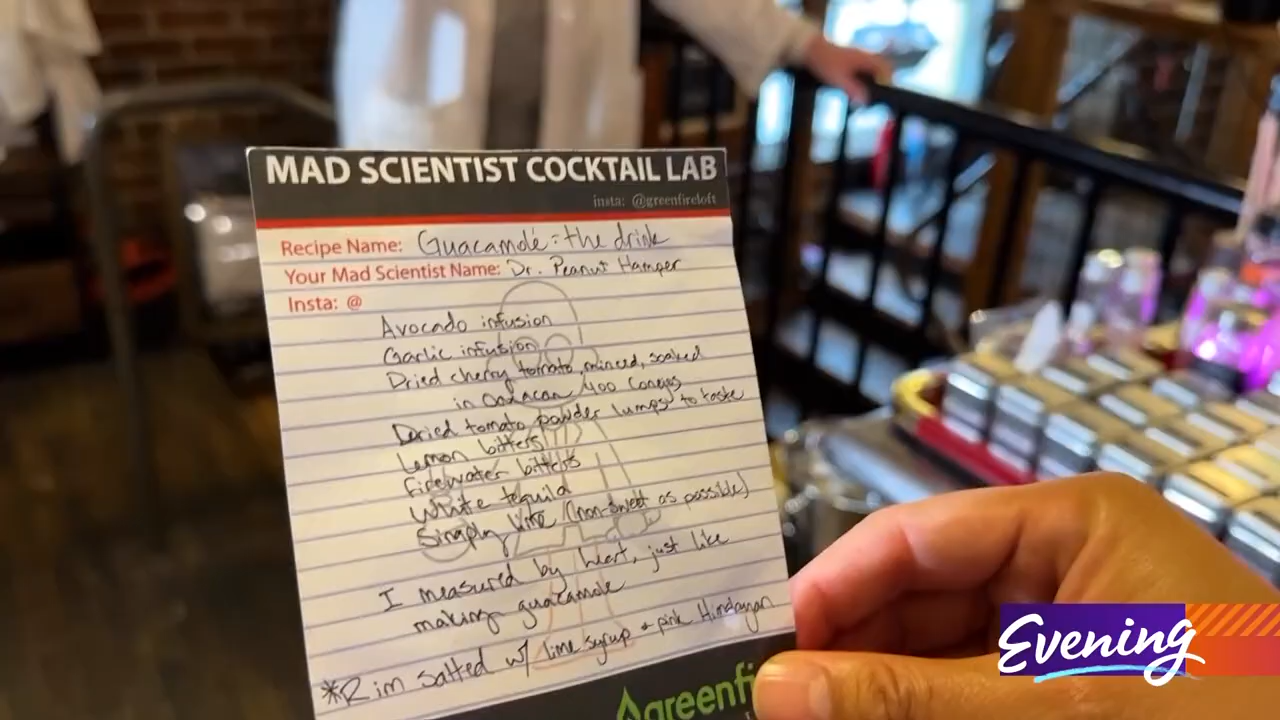 MAD SCIENTIST COCKTAIL LAB
insta: @greenfireloft
Recipe Name: Guacamole: the drink
Your Mad Scientist Name: Dr. Peanut Hamper
Insta: @
Avocado infusion
Garlic infusion
Dried cherry tomato, minced, soaked
in Oaxacan 400 Conejos
Dried tomato powder lumps to taste
Lemon bitters
Firewater bitters
White tequila
Simply lime (non-sweet as possible)
I measured by heart, just like
making guacamole
*Rim salted w/ lime syrup + pink Himalayan
greenfi
Evening